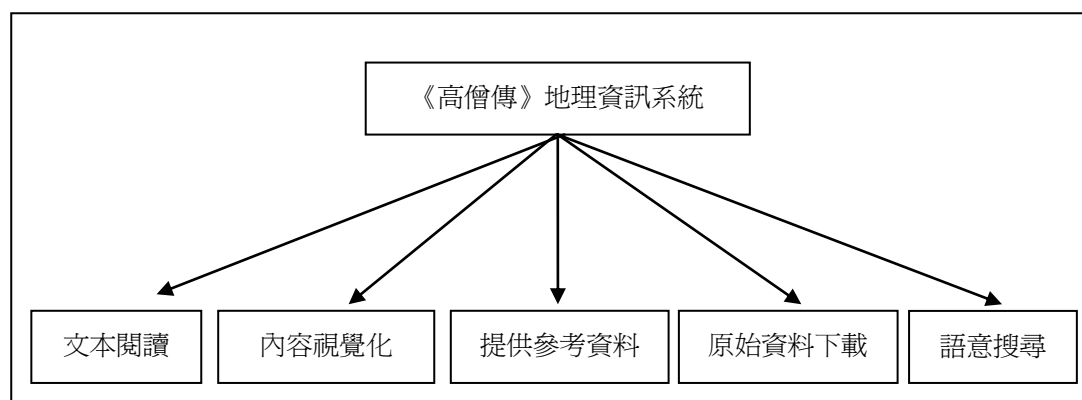 《高僧傳》地理資訊系統
文本閱讀
內容視覺化
提供參考資料
原始資料下載
語意搜尋